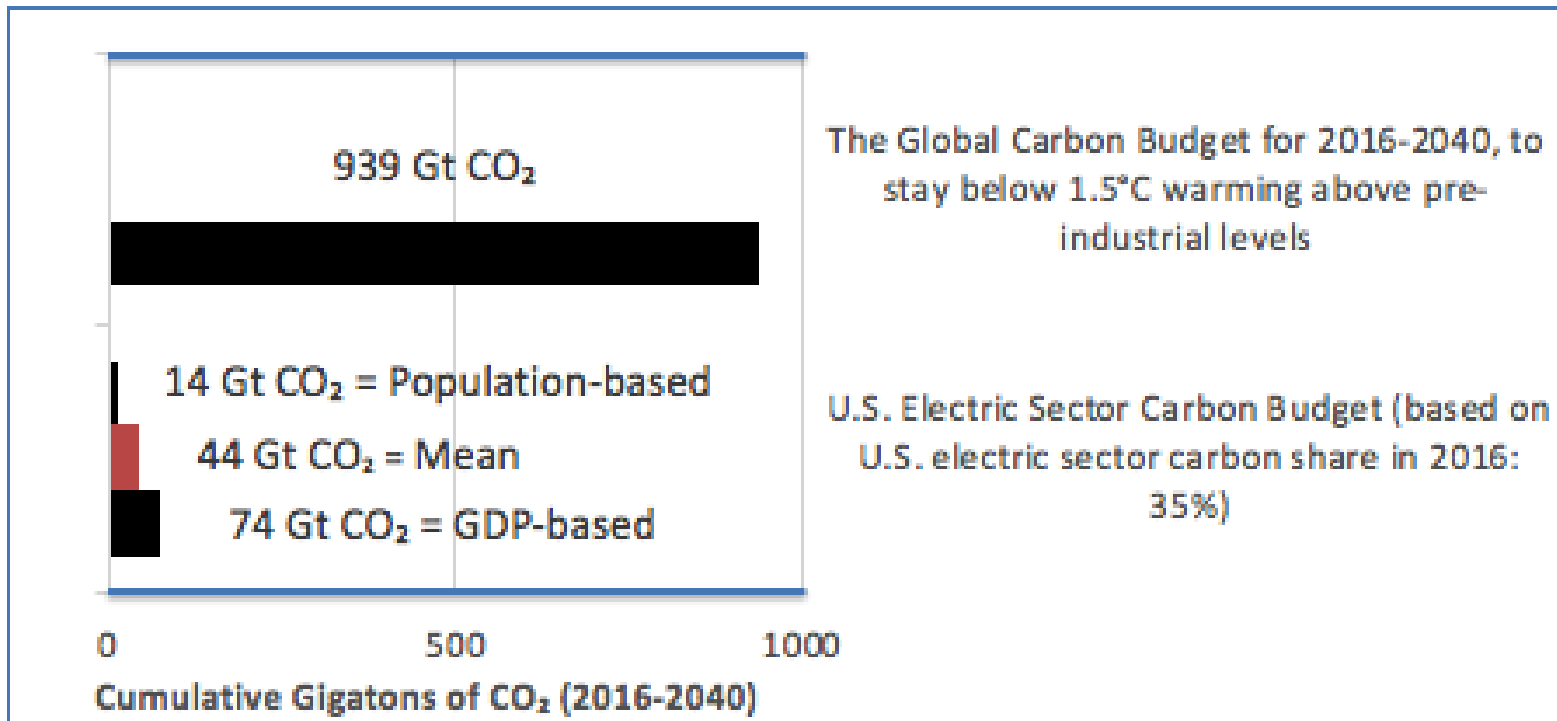 939 Gt CO₂
The Global Carbon Budget for 2016-2040, to
stay below 1.5°C warming above pre-
industrial levels
14 Gt CO₂ = Population-based
44 Gt CO₂ = Mean
74 Gt CO₂ = GDP-based
U.S. Electric Sector Carbon Budget (based on
U.S. electric sector carbon share in 2016:
35%)
0 500 1000
Cumulative Gigatons of CO₂ (2016-2040)